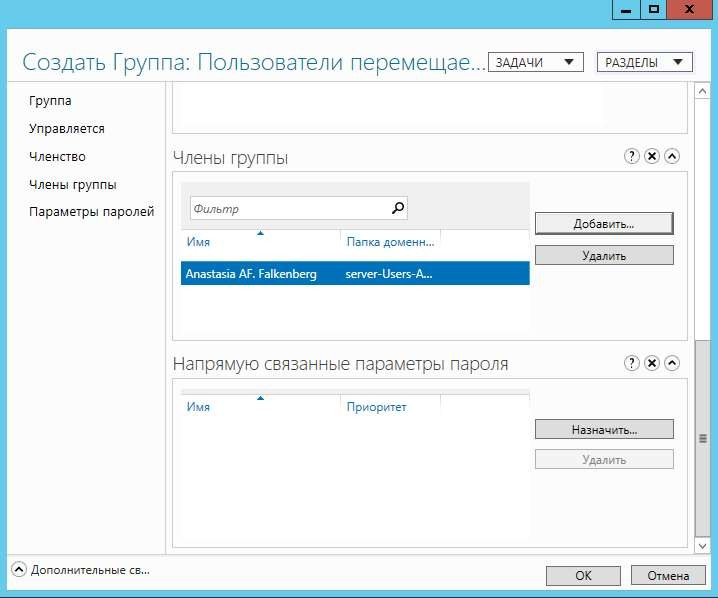 Создать Группа: Пользователи перемещае...
ЗАДАЧИ
РАЗДЕЛЫ
Группа
Управляется
Членство
Члены группы
Параметры паролей
Члены группы
?
Фильтр
Имя
Папка доменн...
Anastasia AF. Falkenberg
server-Users-A...
Добавить...
Удалить
Напрямую связанные параметры пароля
?
Имя
Приоритет
Назначить...
Удалить
Дополнительные св...
OK
Отмена